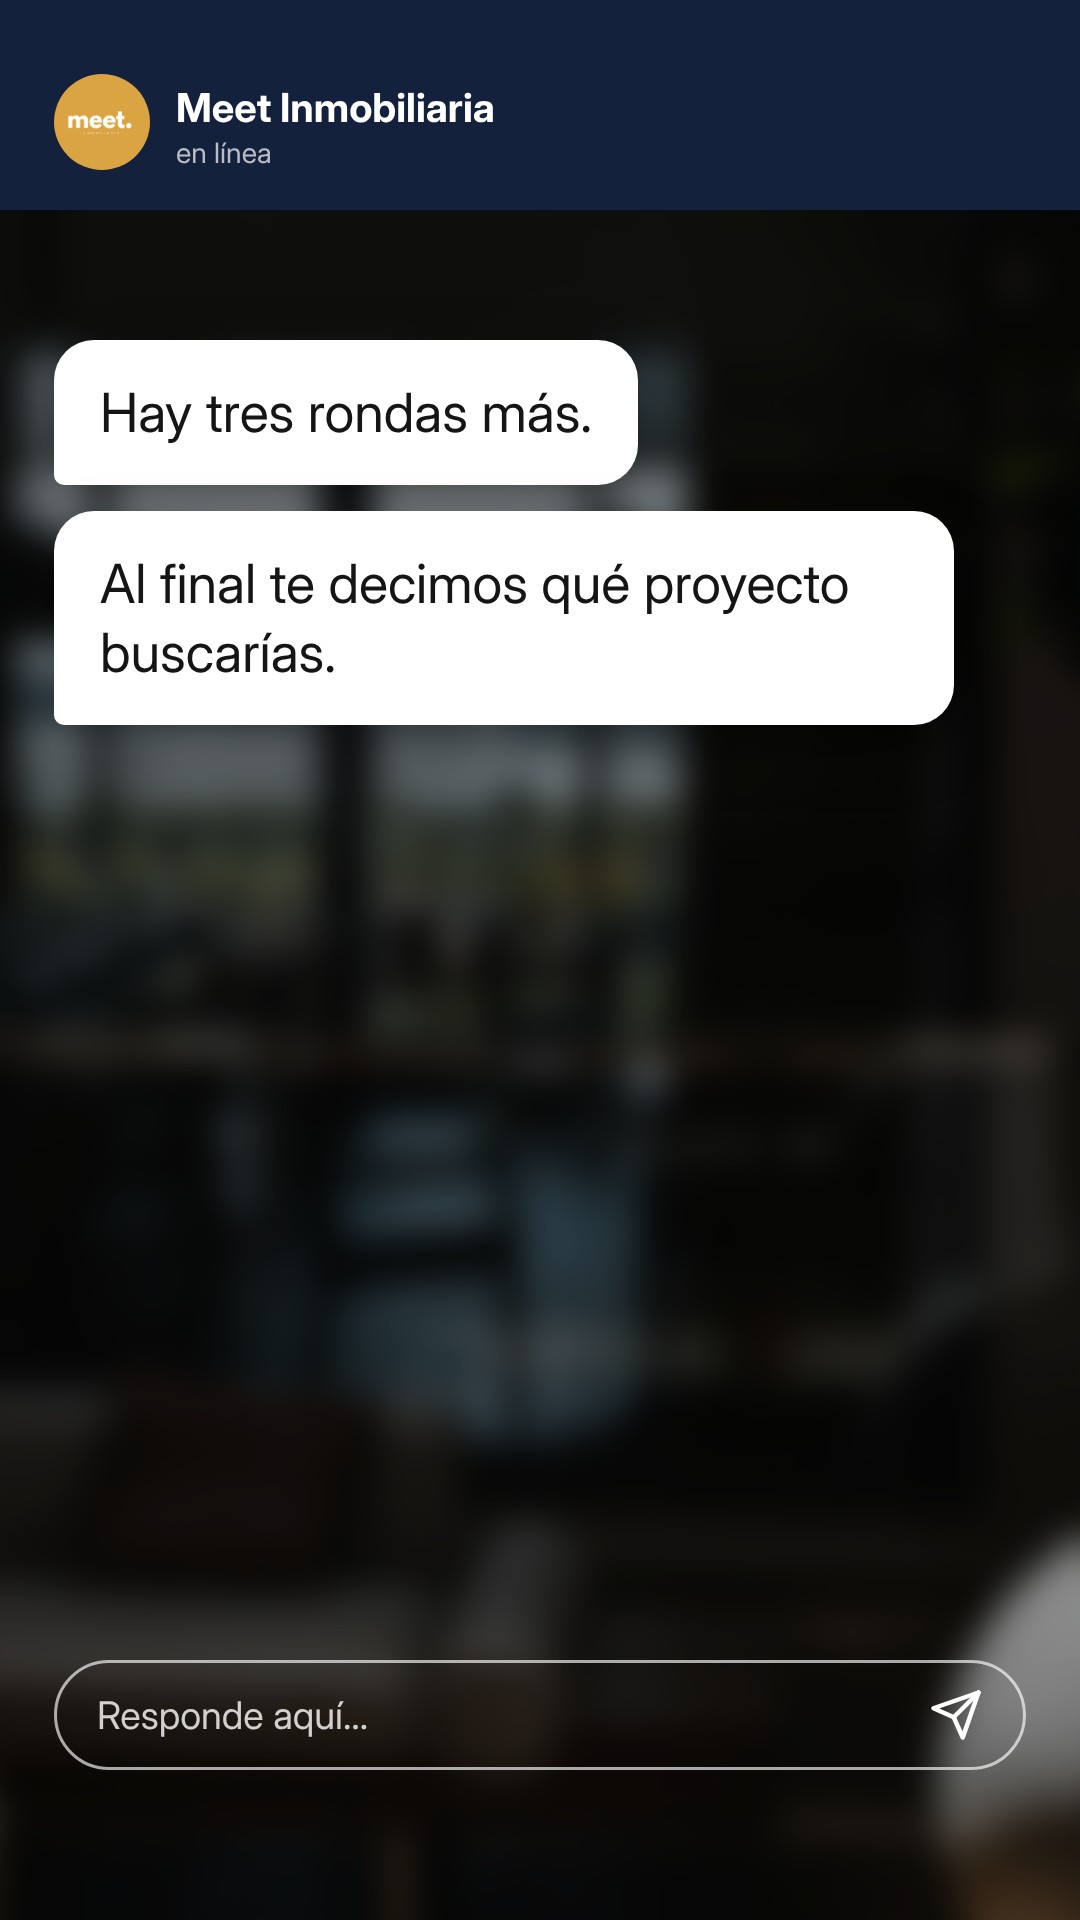 meet.
Meet Inmobiliaria
en línea
Hay tres rondas más.
Al final te decimos qué proyecto
buscarías.
Responde aquí...